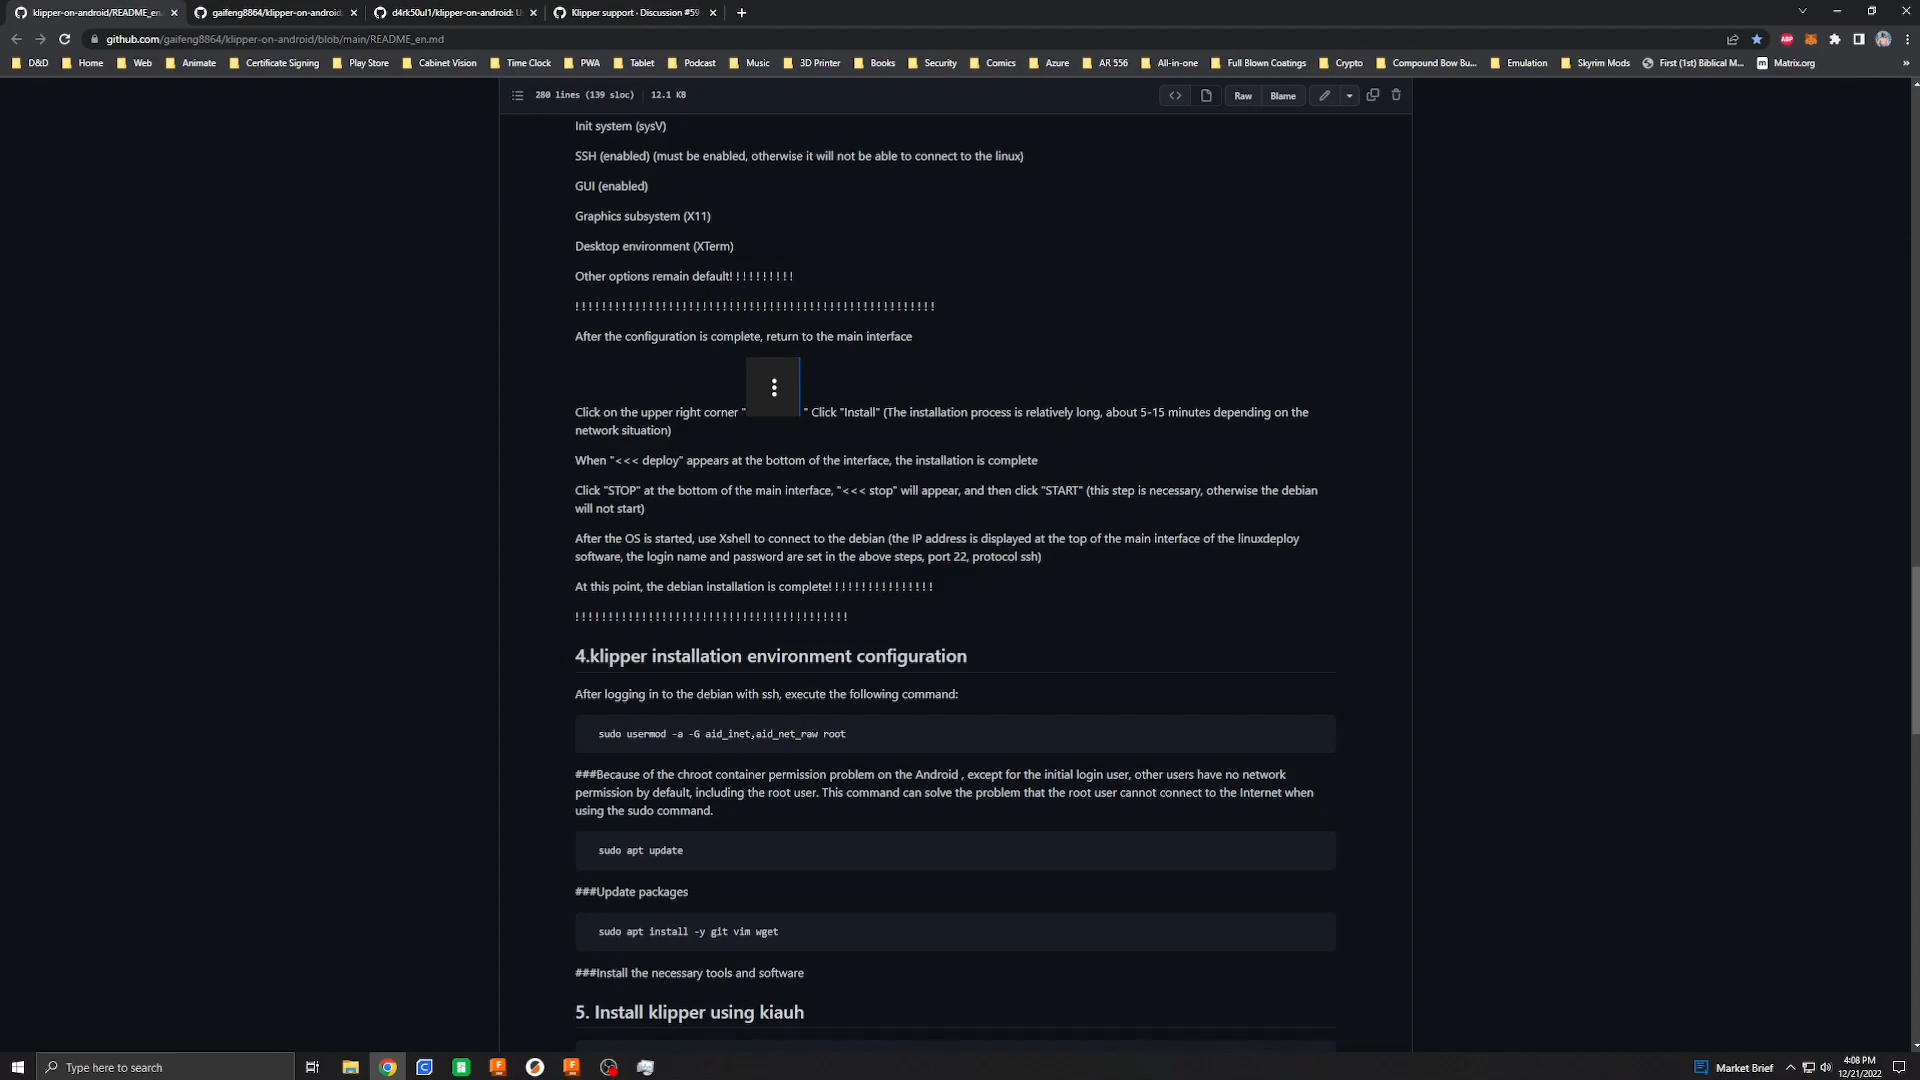 klipper-on-android/README_en.
gaifeng8864/klipper-on-android:
d4rk50ul1/klipper-on-android: U
Klipper support · Discussion #59
github.com/gaifeng8864/klipper-on-android/blob/main/README_en.md
D&D Home Web Animate Certificate Signing Play Store Cabinet Vision Time Clock PWA Tablet Podcast Music 3D Printer Books Security Comics Azure AR 556 All-in-one Full Blown Coatings Crypto Compound Bow Bu... Emulation Skyrim Mods First (1st) Biblical M... Matrix.org
280 lines (139 sloc) 12.1 KB
Raw Blame
Init system (sysV)
SSH (enabled) (must be enabled, otherwise it will not be able to connect to the linux)
GUI (enabled)
Graphics subsystem (X11)
Desktop environment (XTerm)
Other options remain default!!!!!!!!!!
!!!!!!!!!!!!!!!!!!!!!!!!!!!!!!!!!!!!!!!!!!!!!!!!!!!!!!
After the configuration is complete, return to the main interface
Click on the upper right corner " " Click "Install" (The installation process is relatively long, about 5-15 minutes depending on the
network situation)
When "<<< deploy" appears at the bottom of the interface, the installation is complete
Click "STOP" at the bottom of the main interface, "<<< stop" will appear, and then click "START" (this step is necessary, otherwise the debian
will not start)
After the OS is started, use Xshell to connect to the debian (the IP address is displayed at the top of the main interface of the linuxdeploy
software, the login name and password are set in the above steps, port 22, protocol ssh)
At this point, the debian installation is complete!!!!!!!!!!!!!!!!
!!!!!!!!!!!!!!!!!!!!!!!!!!!!!!!!!!!!!!!!!
4.klipper installation environment configuration
After logging in to the debian with ssh, execute the following command:
sudo usermod -a -G aid_inet,aid_net_raw root
###Because of the chroot container permission problem on the Android , except for the initial login user, other users have no network
permission by default, including the root user. This command can solve the problem that the root user cannot connect to the Internet when
using the sudo command.
sudo apt update
###Update packages
sudo apt install -y git vim wget
###Install the necessary tools and software
5. Install klipper using kiauh
Type here to search
Market Brief
4:08 PM
12/21/2022